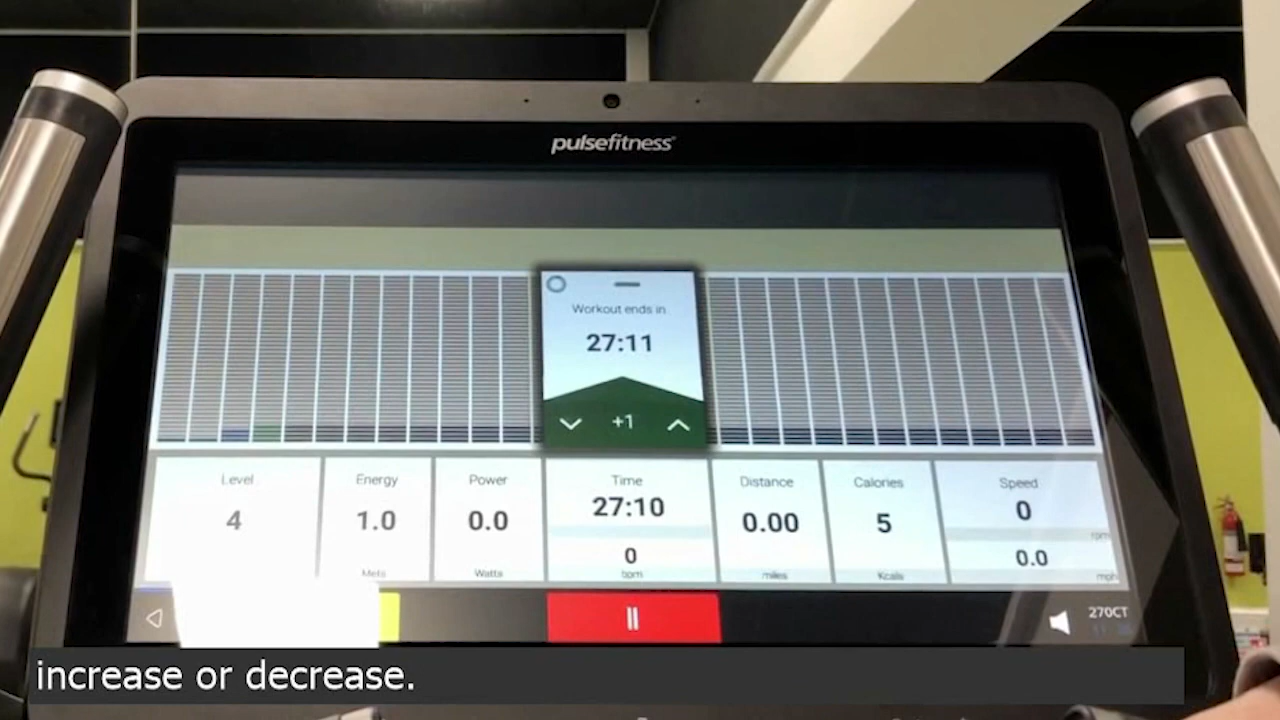 pulsefitness
Workout ends in
27:11
+1
Level
4
Energy
1.0
Mets
Power
0.0
Watts
Time
27:10
0
bpm
Distance
0.00
miles
Calories
5
Kcals
Speed
0
rpm
0.0
mph
270CT
increase or decrease.